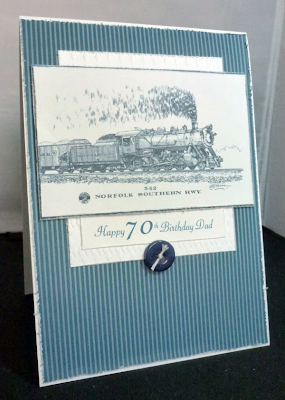 542
NORFOLK SOUTHERN RWY.
Happy 70th Birthday Dad